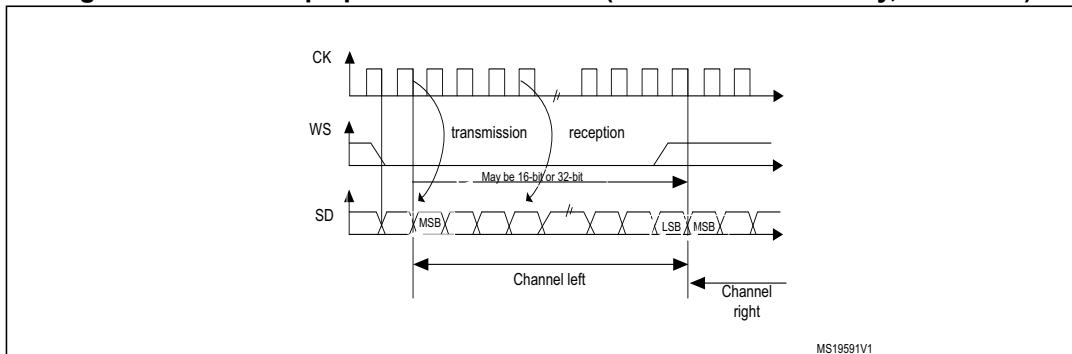 CK
WS
transmission
reception
May be 16-bit or 32-bit
SD
MSB
LSB
MSB
Channel left
Channel
right
MS19591V1